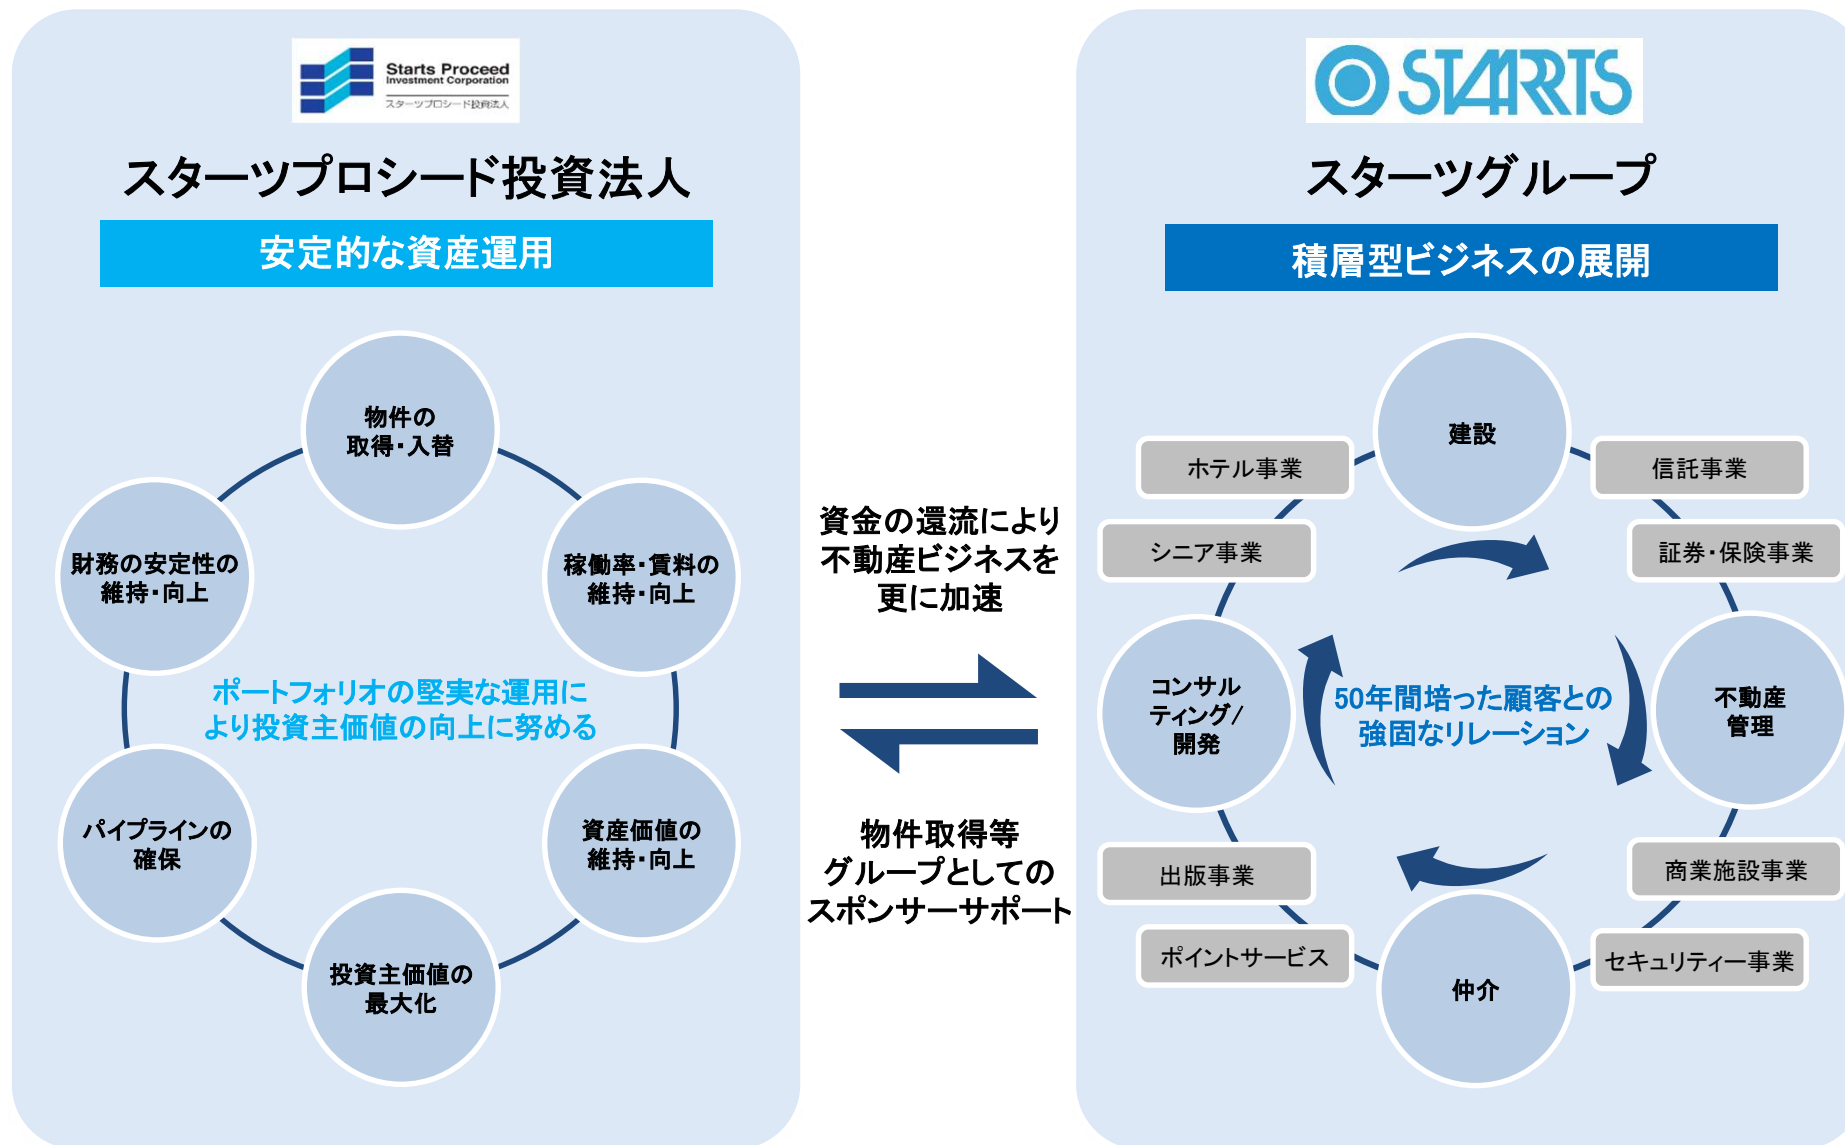 Starts Proceed
Investment Corporation
スターツプロシード投資法人
スターツプロシード投資法人
安定的な資産運用
物件の
取得・入替
財務の安定性の
維持・向上
稼働率・賃料の
維持・向上
ポートフォリオの堅実な運用に
より投資主価値の向上に努める
パイプラインの
確保
資産価値の
維持・向上
投資主価値の
最大化
資金の還流により
不動産ビジネスを
更に加速
物件取得等
グループとしての
スポンサーサポート
STARTS
スターツグループ
積層型ビジネスの展開
建設
ホテル事業
信託事業
シニア事業
証券・保険事業
コンサル
ティング/
開発
50年間培った顧客との
強固なリレーション
不動産
管理
出版事業
商業施設事業
ポイントサービス
セキュリティー事業
仲介